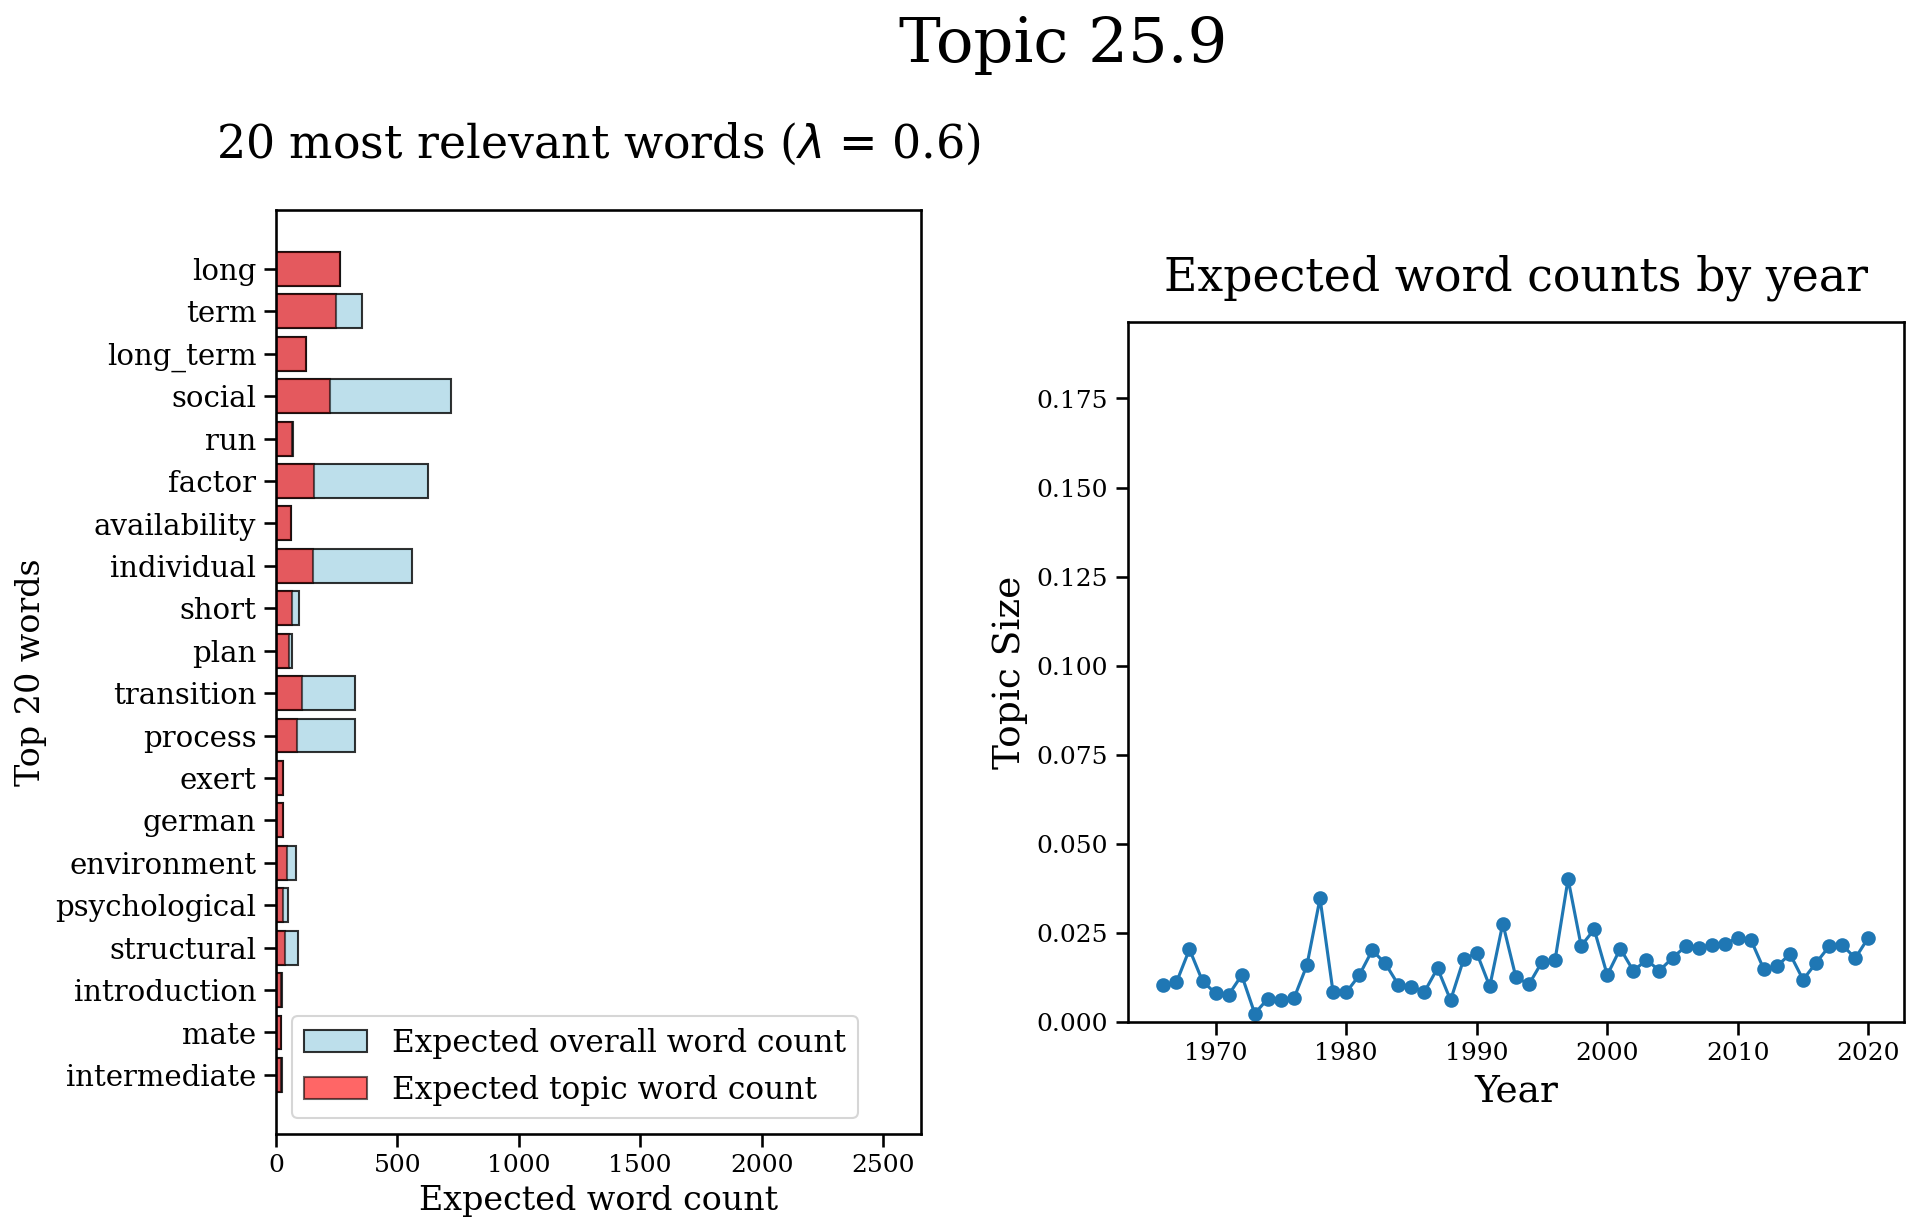 Topic 25.9
20 most relevant words (λ = 0.6)
Top 20 words
long
term
long_term
social
run
factor
availability
individual
short
plan
transition
process
exert
german
environment
psychological
structural
introduction
mate
intermediate
Expected overall word count
Expected topic word count
0 500 1000 1500 2000 2500
Expected word count
Expected word counts by year
Topic Size
0.175
0.150
0.125
0.100
0.075
0.050
0.025
0.000
1970 1980 1990 2000 2010 2020
Year